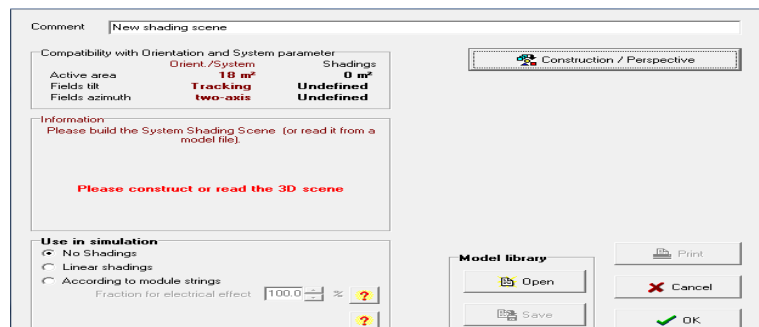 Comment New shading scene
Compatibility with Orientation and System parameter
Orient./System Shadings
Active area 18 m² 0 m²
Fields tilt Tracking Undefined
Fields azimuth two-axis Undefined
Construction / Perspective
Information
Please build the System Shading Scene (or read it from a
model file).
Please construct or read the 3D scene
Use in simulation
No Shadings
Linear shadings
According to module strings
Fraction for electrical effect 100.0 % ?
?
Model library
Open
Save
Print
Cancel
OK